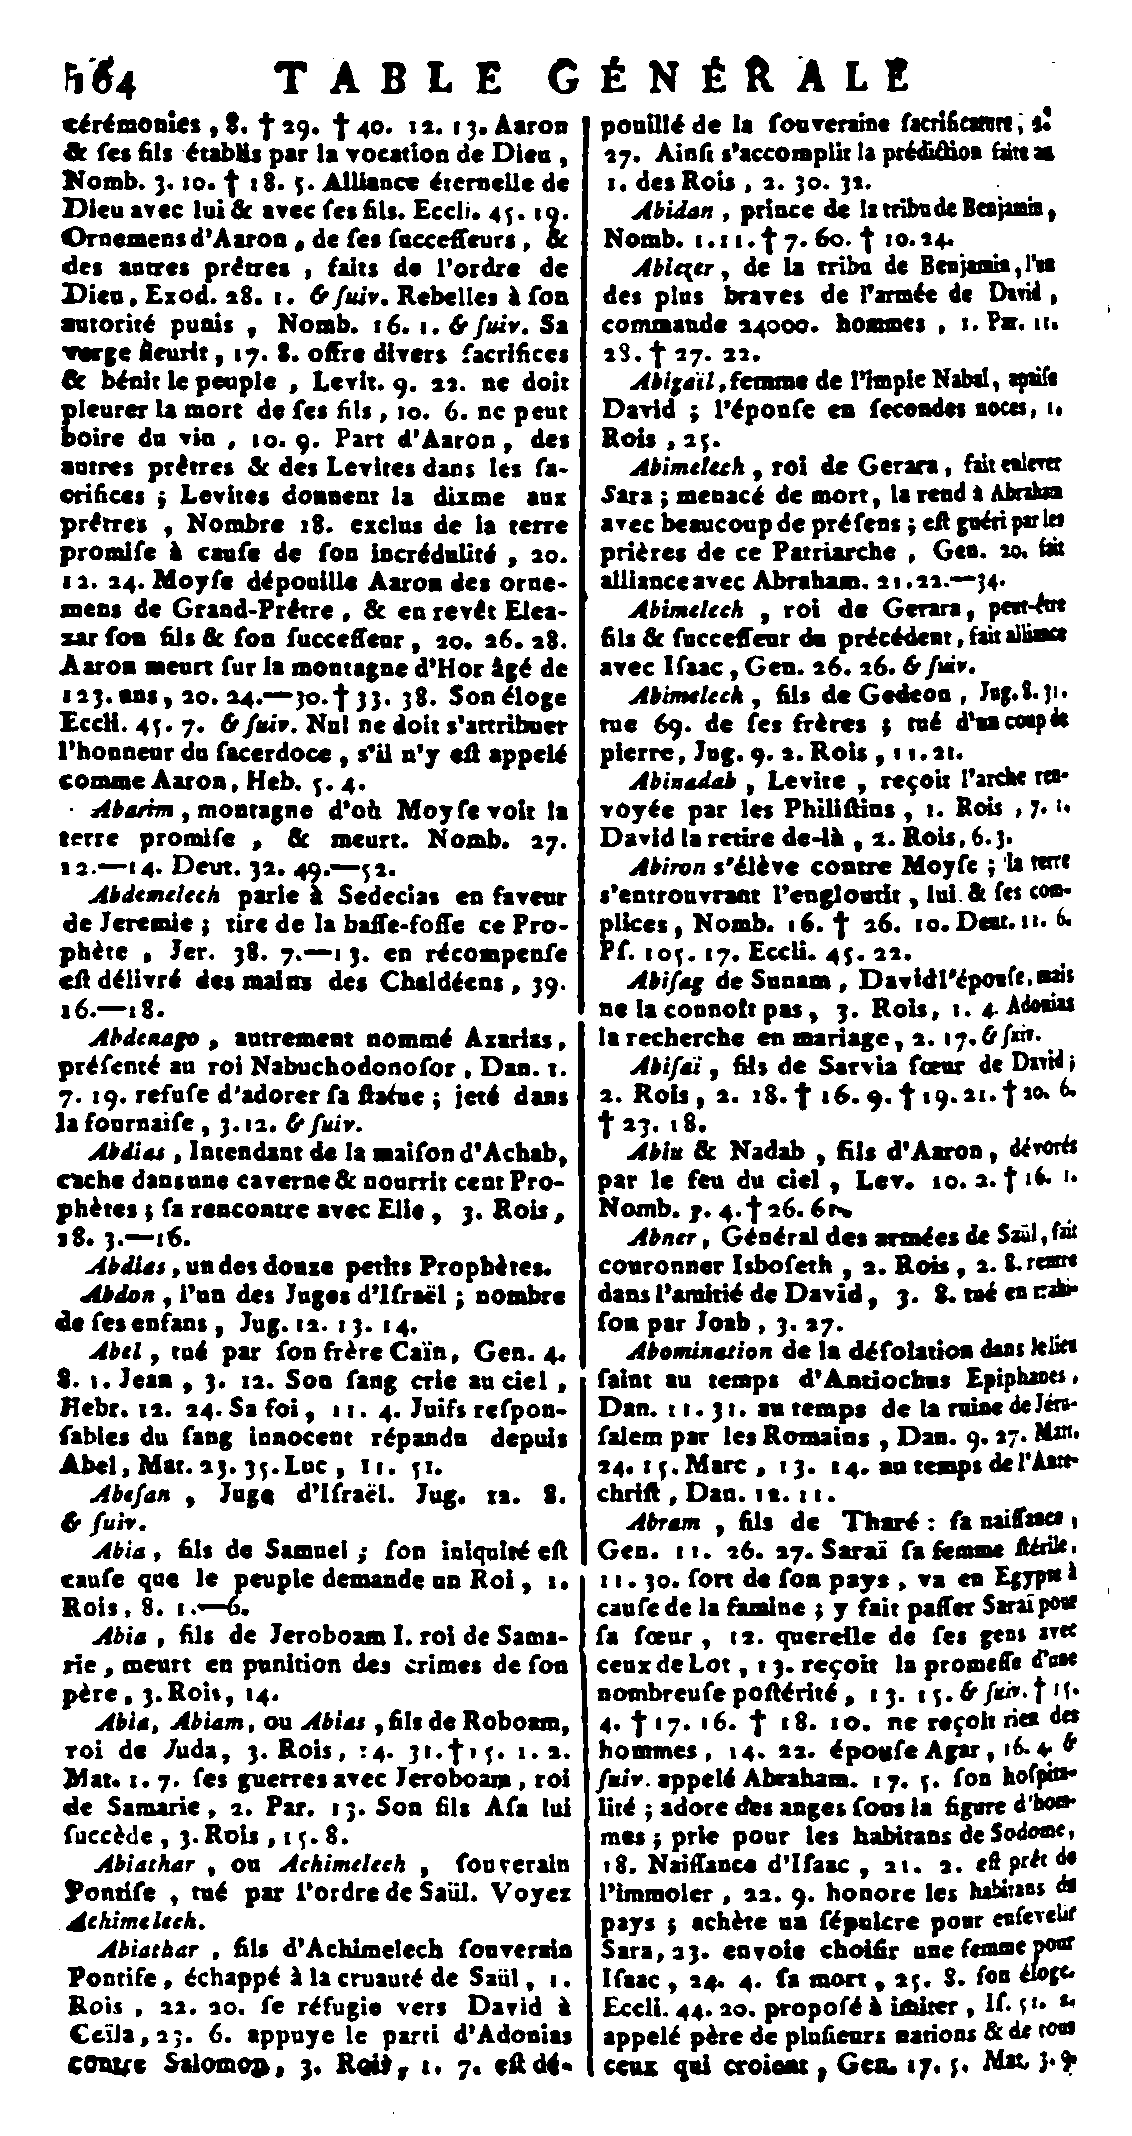 164 TABLE GÉNÉRALE
cérémonies, 8. † 29. † 40. 12. 13. Aaron
& ſes fils établis par la vocation de Dieu,
Nomb. 3. 10. † 18. 5. Alliance éternelle de
Dieu avec lui & avec ſes fils. Eccli. 45. 19.
Ornemens d'Aaron, de ſes ſucceſſeurs, &
des autres prêtres, faits de l'ordre de
Dieu, Exod. 28. 1. & ſuiv. Rebelles à ſon
autorité punis, Nomb. 16. 1. & ſuiv. Sa
verge fleurit, 17. 8. offre divers ſacrifices
& bénit le peuple, Levit. 9. 22. ne doit
pleurer la mort de ſes fils, 10. 6. ne peut
boire du vin, 10. 9. Part d'Aaron, des
autres prêtres & des Levites dans les ſa-
crifices; Levites donnent la dixme aux
prêtres, Nombre 18. exclus de la terre
promiſe à cauſe de ſon incrédulité, 20.
12. 24. Moyſe dépouille Aaron des orne-
mens de Grand-Prêtre, & en revêt Elea-
zar ſon fils & ſon ſucceſſeur, 20. 26. 28.
Aaron meurt ſur la montagne d'Hor âgé de
123. ans, 20. 24.—30. † 33. 38. Son éloge
Eccli. 45. 7. & ſuiv. Nul ne doit s'attribuer
l'honneur du ſacerdoce, s'il n'y eſt appelé
comme Aaron, Heb. 5. 4.
Abarim, montagne d'où Moyſe voit la
terre promiſe, & meurt. Nomb. 27.
12.—14. Deut. 32. 49.—52.
Abdemelech parle à Sedecias en faveur
de Jeremie; tire de la baſſe-foſſe ce Pro-
phète, Jer. 38. 7.—13. en récompenſe
eſt délivré des mains des Chaldéens, 39.
16.—18.
Abdenago, autrement nommé Azarias,
préſenté au roi Nabuchodonoſor, Dan. 1.
7. 19. refuſe d'adorer ſa ſtatue; jeté dans
la fournaiſe, 3. 12. & ſuiv.
Abdias, Intendant de la maiſon d'Achab,
cache dans une caverne & nourrit cent Pro-
phètes; ſa rencontre avec Elie, 3. Rois,
18. 3.—16.
Abdias, un des douze petits Prophètes.
Abdon, l'un des Juges d'Iſraël; nombre
de ſes enfans, Jug. 12. 13. 14.
Abel, tué par ſon frère Caïn, Gen. 4.
8. 1. Jean, 3. 12. Son ſang crie au ciel,
Hebr. 12. 24. Sa foi, 11. 4. Juifs reſpon-
ſables du ſang innocent répandu depuis
Abel, Mat. 23. 35. Luc, 11. 51.
Abeſan, Juge d'Iſraël. Jug. 12. 8.
& ſuiv.
Abia, fils de Samuel; ſon iniquité eſt
cauſe que le peuple demande un Roi, 1.
Rois, 8. 1.—6.
Abia, fils de Jeroboam I. roi de Sama-
rie, meurt en punition des crimes de ſon
père, 3. Rois, 14.
Abia, Abiam, ou Abias, fils de Roboam,
roi de Juda, 3. Rois, 14. 31. † 15. 1. 2.
Mat. 1. 7. ſes guerres avec Jeroboam, roi
de Samarie, 2. Par. 13. Son fils Aſa lui
ſuccède, 3. Rois, 15. 8.
Abiathar, ou Achimelech, ſouverain
Pontife, tué par l'ordre de Saül. Voyez
Achimelech.
Abiathar, fils d'Achimelech ſouverain
Pontife, échappé à la cruauté de Saül, 1.
Rois, 22. 20. ſe réfugie vers David à
Ceïla, 23. 6. appuye le parti d'Adonias
contre Salomon, 3. Rois, 1. 7. eſt dé-
pouillé de la ſouveraine ſacrificature, 2.
27. Ainſi s'accomplit la prédiction faite au
1. des Rois, 2. 30. 32.
Abidan, prince de la tribu de Benjamin,
Nomb. 1. 11. † 7. 60. † 10. 24.
Abiezer, de la tribu de Benjamin, l'un
des plus braves de l'armée de David,
commande 24000. hommes, 1. Par. 11.
28. † 27. 22.
Abigaïl, femme de l'impie Nabal, apaiſe
David; l'épouſe en ſecondes noces, 1.
Rois, 25.
Abimelech, roi de Gerara, fait enlever
Sara; menacé de mort, la rend à Abraham
avec beaucoup de préſens; eſt guéri par les
prières de ce Patriarche, Gen. 20. fait
alliance avec Abraham. 21. 22.—34.
Abimelech, roi de Gerara, peut-être
fils & ſucceſſeur du précédent, fait alliance
avec Iſaac, Gen. 26. 26. & ſuiv.
Abimelech, fils de Gedeon, Jug. 8. 31.
tue 69. de ſes frères; tué d'un coup de
pierre, Jug. 9. 2. Rois, 11. 21.
Abinadab, Levite, reçoit l'arche ren-
voyée par les Philiſtins, 1. Rois, 7. 1.
David la retire de-là, 2. Rois, 6. 3.
Abiron s'élève contre Moyſe; la terre
s'entrouvrant l'engloutit, lui & ſes com-
plices, Nomb. 16. † 26. 10. Deut. 11. 6.
Pſ. 105. 17. Eccli. 45. 22.
Abiſag de Sunam, David l'épouſe, mais
ne la connoît pas, 3. Rois, 1. 4. Adonias
la recherche en mariage, 2. 17. & ſuiv.
Abiſaï, fils de Sarvia ſœur de David;
2. Rois, 2. 18. † 16. 9. † 19. 21. † 20. 6.
† 23. 18.
Abiu & Nadab, fils d'Aaron, dévorés
par le feu du ciel, Lev. 10. 2. † 16. 1.
Nomb. 3. 4. † 26. 61.
Abner, Général des armées de Saül, fait
couronner Isboſeth, 2. Rois, 2. 8. rentre
dans l'amitié de David, 3. 8. tué en trahi-
ſon par Joab, 3. 27.
Abomination de la déſolation dans le lieu
ſaint au temps d'Antiochus Epiphanes,
Dan. 11. 31. au temps de la ruine de Jéru-
ſalem par les Romains, Dan. 9. 27. Matt.
24. 15. Marc, 13. 14. au temps de l'Ante-
chriſt, Dan. 12. 11.
Abram, fils de Tharé: ſa naiſſance,
Gen. 11. 26. 27. Saraï ſa femme ſtérile,
11. 30. ſort de ſon pays, va en Egypte à
cauſe de la famine; y fait paſſer Saraï pour
ſa ſœur, 12. querelle de ſes gens avec
ceux de Lot, 13. reçoit la promeſſe d'une
nombreuſe poſtérité, 13. 15. & ſuiv. † 15.
4. † 17. 16. † 18. 10. ne reçoit rien des
hommes, 14. 22. épouſe Agar, 16. 4. &
ſuiv. appelé Abraham. 17. 5. ſon hoſpita-
lité; adore des anges ſous la figure d'hom-
mes; prie pour les habitans de Sodome,
18. Naiſſance d'Iſaac, 21. 2. eſt prêt de
l'immoler, 22. 9. honore les habitans du
pays; achète un ſépulcre pour enſevelir
Sara, 23. envoie choiſir une femme pour
Iſaac, 24. 4. ſa mort, 25. 8. ſon éloge.
Eccli. 44. 20. propoſé à imiter, Iſ. 51. 2.
appelé père de pluſieurs nations & de tous
ceux qui croient, Gen. 17. 5. Mat. 3. 9.